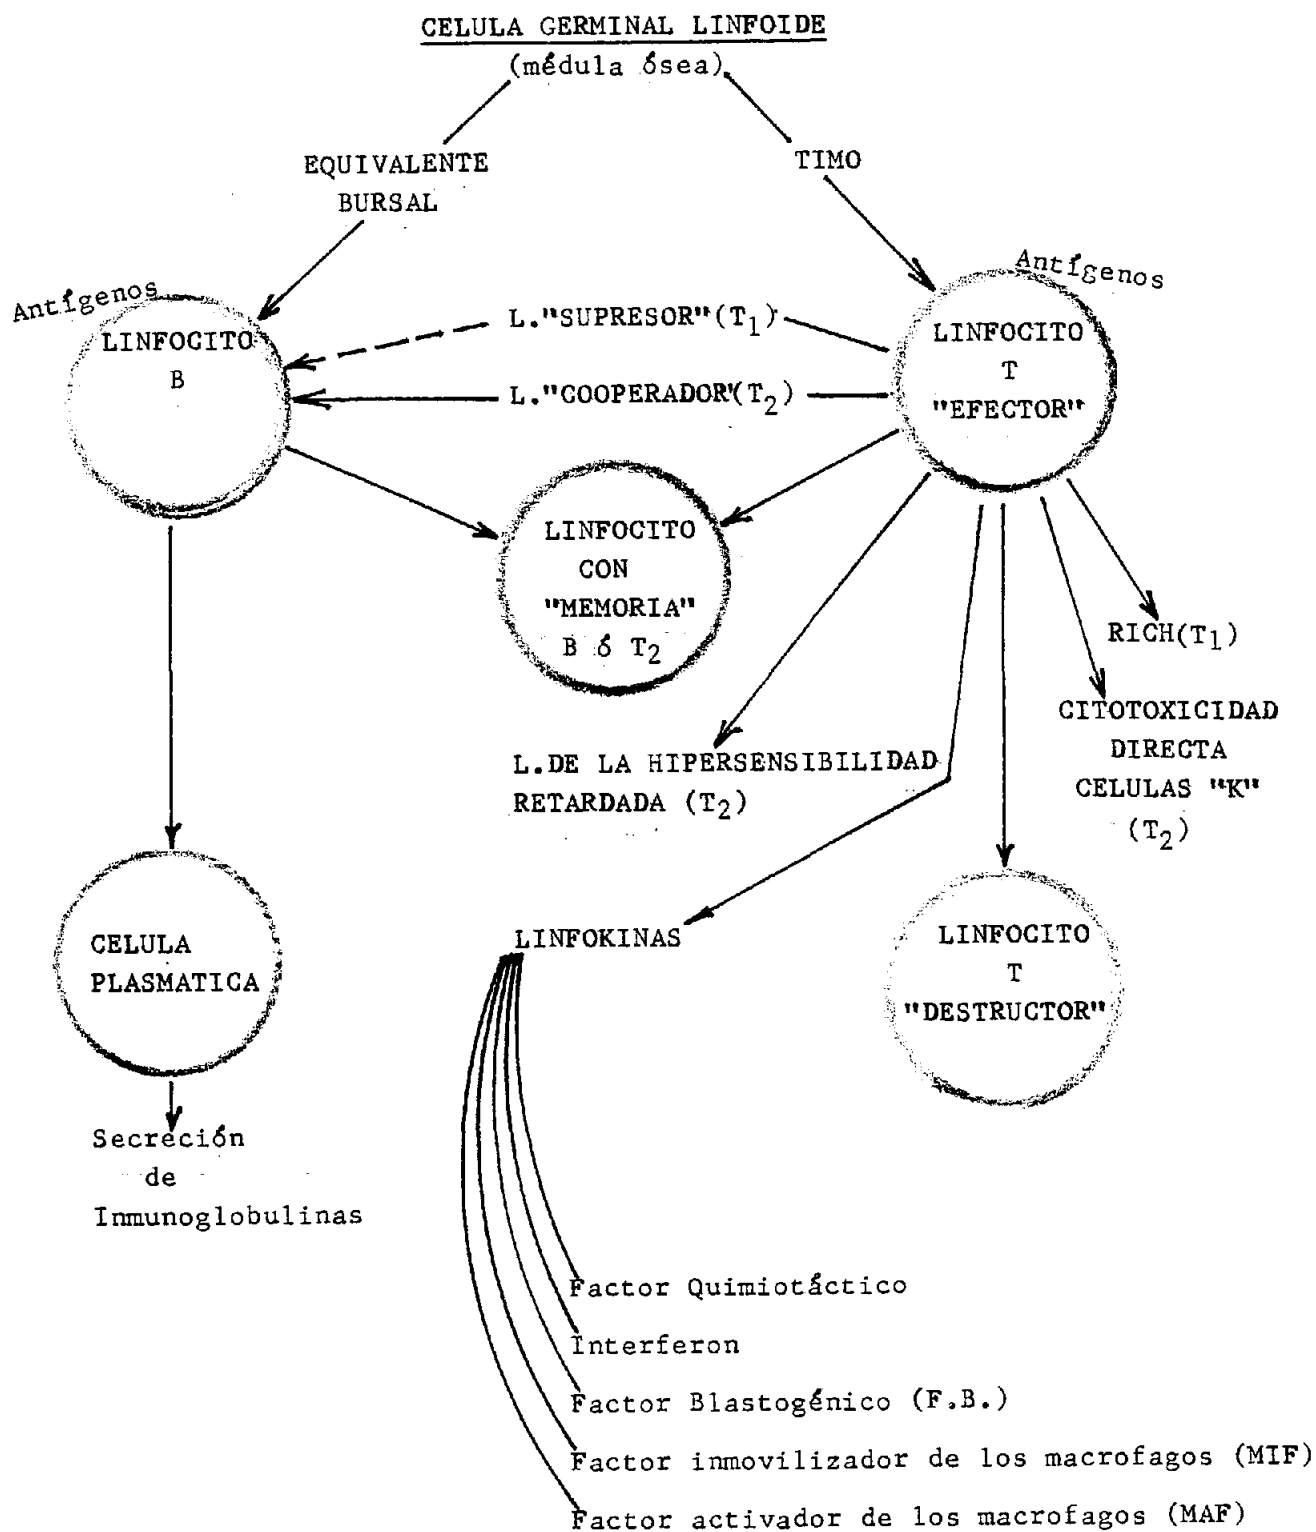 CELULA GERMINAL LINFOIDE
(médula ósea)
EQUIVALENTE
BURSAL
TIMO
Antígenos
LINFOCITO
B
L."SUPRESOR"(T1)
L."COOPERADOR"(T2)
Antígenos
LINFOCITO
T
"EFECTOR"
LINFOCITO
CON
"MEMORIA"
B ó T2
RICH(T1)
CITOTOXICIDAD
DIRECTA
CELULAS "K"
(T2)
L.DE LA HIPERSENSIBILIDAD
RETARDADA (T2)
CELULA
PLASMATICA
LINFOKINAS
LINFOCITO
T
"DESTRUCTOR"
Secreción
de
Inmunoglobulinas
Factor Quimiotáctico
Interferon
Factor Blastogénico (F.B.)
Factor inmovilizador de los macrofagos (MIF)
Factor activador de los macrofagos (MAF)